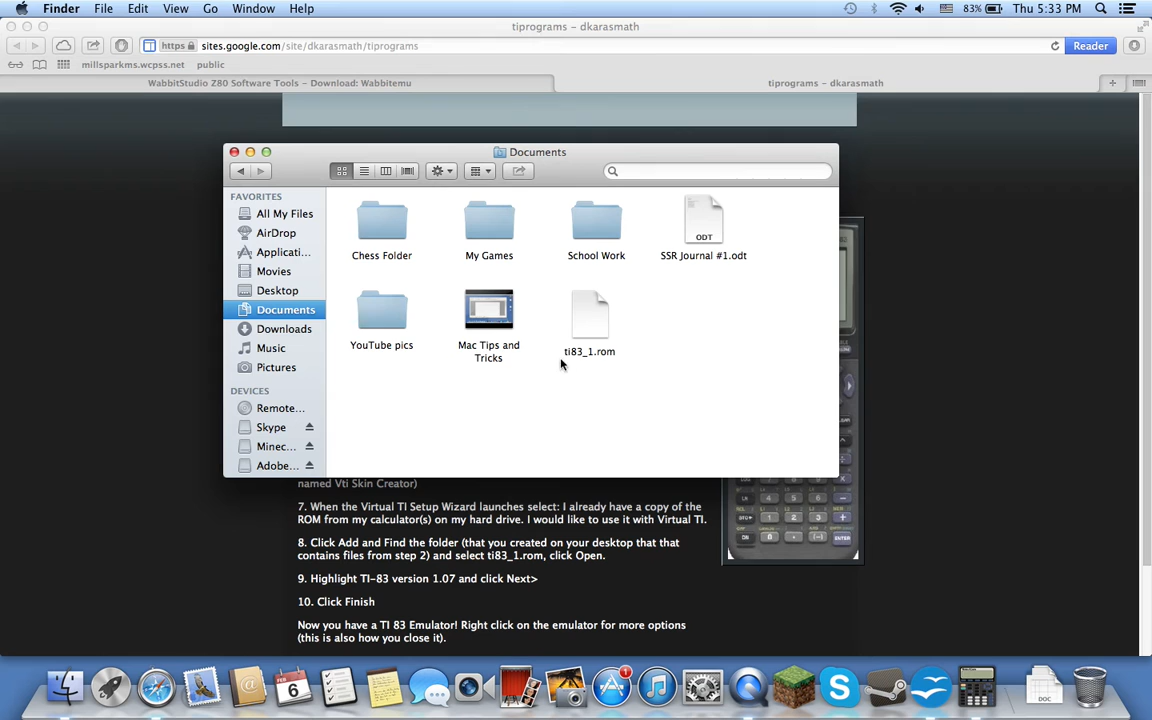 Finder File Edit View Go Window Help 83% Thu 5:33 PM
tiprograms – dkarasmath
https sites.google.com/site/dkarasmath/tiprograms Reader
millsparkms.wcpss.net public
WabbitStudio Z80 Software Tools – Download: Wabbitemu tiprograms – dkarasmath
Documents
FAVORITES
All My Files
AirDrop
Applicati...
Movies
Desktop
Documents
Downloads
Music
Pictures
DEVICES
Remote...
Skype
Minec...
Adobe...
ODT
Chess Folder My Games School Work SSR Journal #1.odt
YouTube pics Mac Tips and
Tricks
ti83_1.rom
named Vti Skin Creator)
7. When the Virtual TI Setup Wizard launches select: I already have a copy of the
ROM from my calculator(s) on my hard drive. I would like to use it with Virtual TI.
8. Click Add and Find the folder (that you created on your desktop that that
contains files from step 2) and select ti83_1.rom, click Open.
9. Highlight TI-83 version 1.07 and click Next>
10. Click Finish
Now you have a TI 83 Emulator! Right click on the emulator for more options
(this is also how you close it).
FEB
6
1
DOC